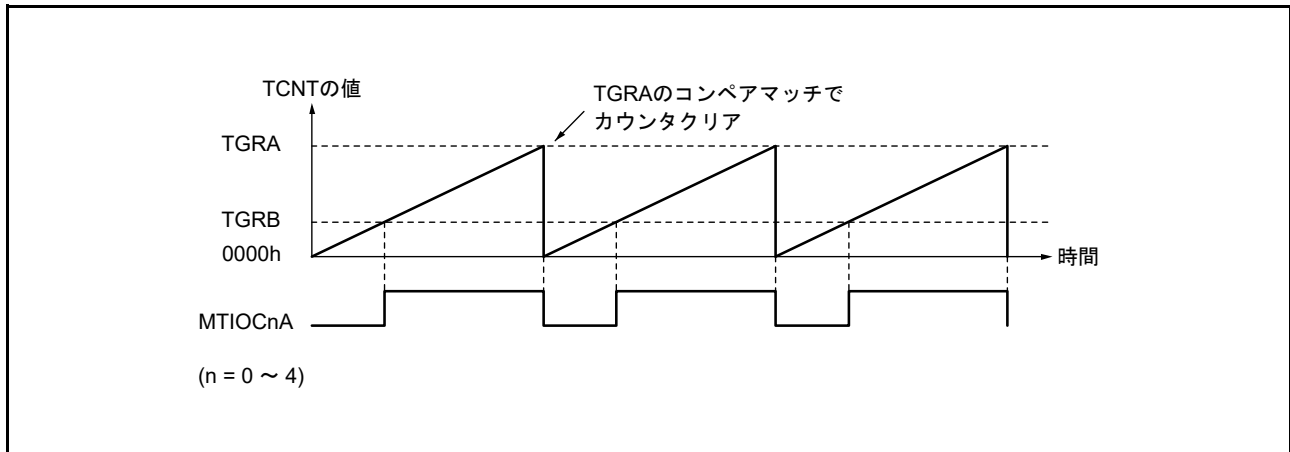 TCNTの値
TGRAのコンペアマッチで
カウンタクリア
TGRA
TGRB
0000h
時間
MTIOCnA
(n = 0 ～ 4)